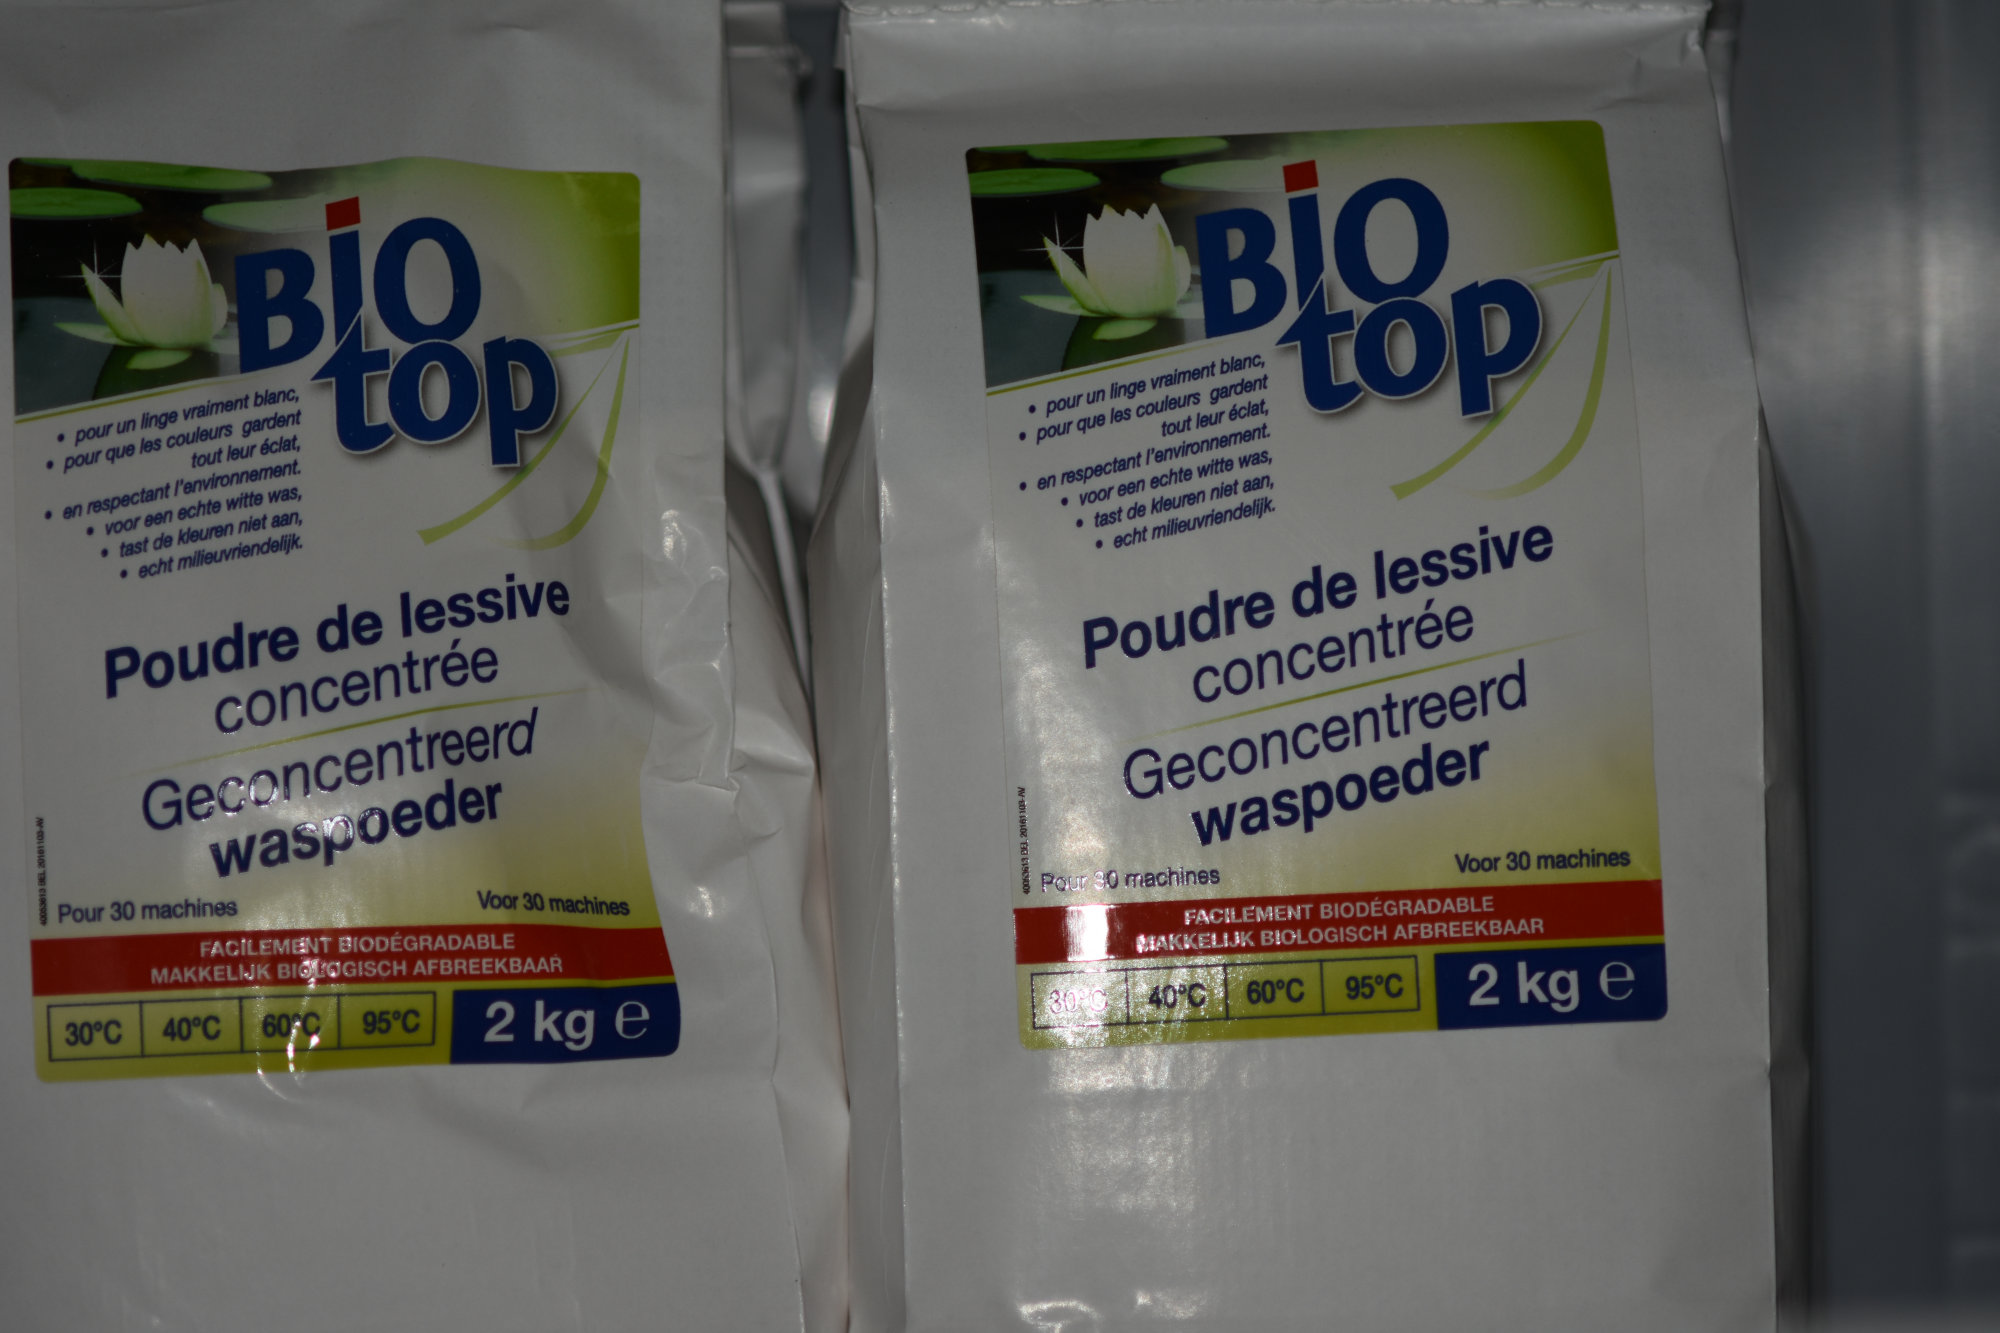 BIO
top
• pour un linge vraiment blanc,
• pour que les couleurs gardent
tout leur éclat,
• en respectant l'environnement.
• voor een echte witte was,
• tast de kleuren niet aan,
• echt milieuvriendelijk.
Poudre de lessive
concentrée
Geconcentreerd
waspoeder
Pour 30 machines
Voor 30 machines
FACILEMENT BIODÉGRADABLE
MAKKELIJK BIOLOGISCH AFBREEKBAAR
30°C 40°C 60°C 95°C
2 kg e
BIO
top
• pour un linge vraiment blanc,
• pour que les couleurs gardent
tout leur éclat,
• en respectant l'environnement.
• voor een echte witte was,
• tast de kleuren niet aan,
• echt milieuvriendelijk.
Poudre de lessive
concentrée
Geconcentreerd
waspoeder
Pour 30 machines
Voor 30 machines
FACILEMENT BIODÉGRADABLE
MAKKELIJK BIOLOGISCH AFBREEKBAAR
30°C 40°C 60°C 95°C
2 kg e